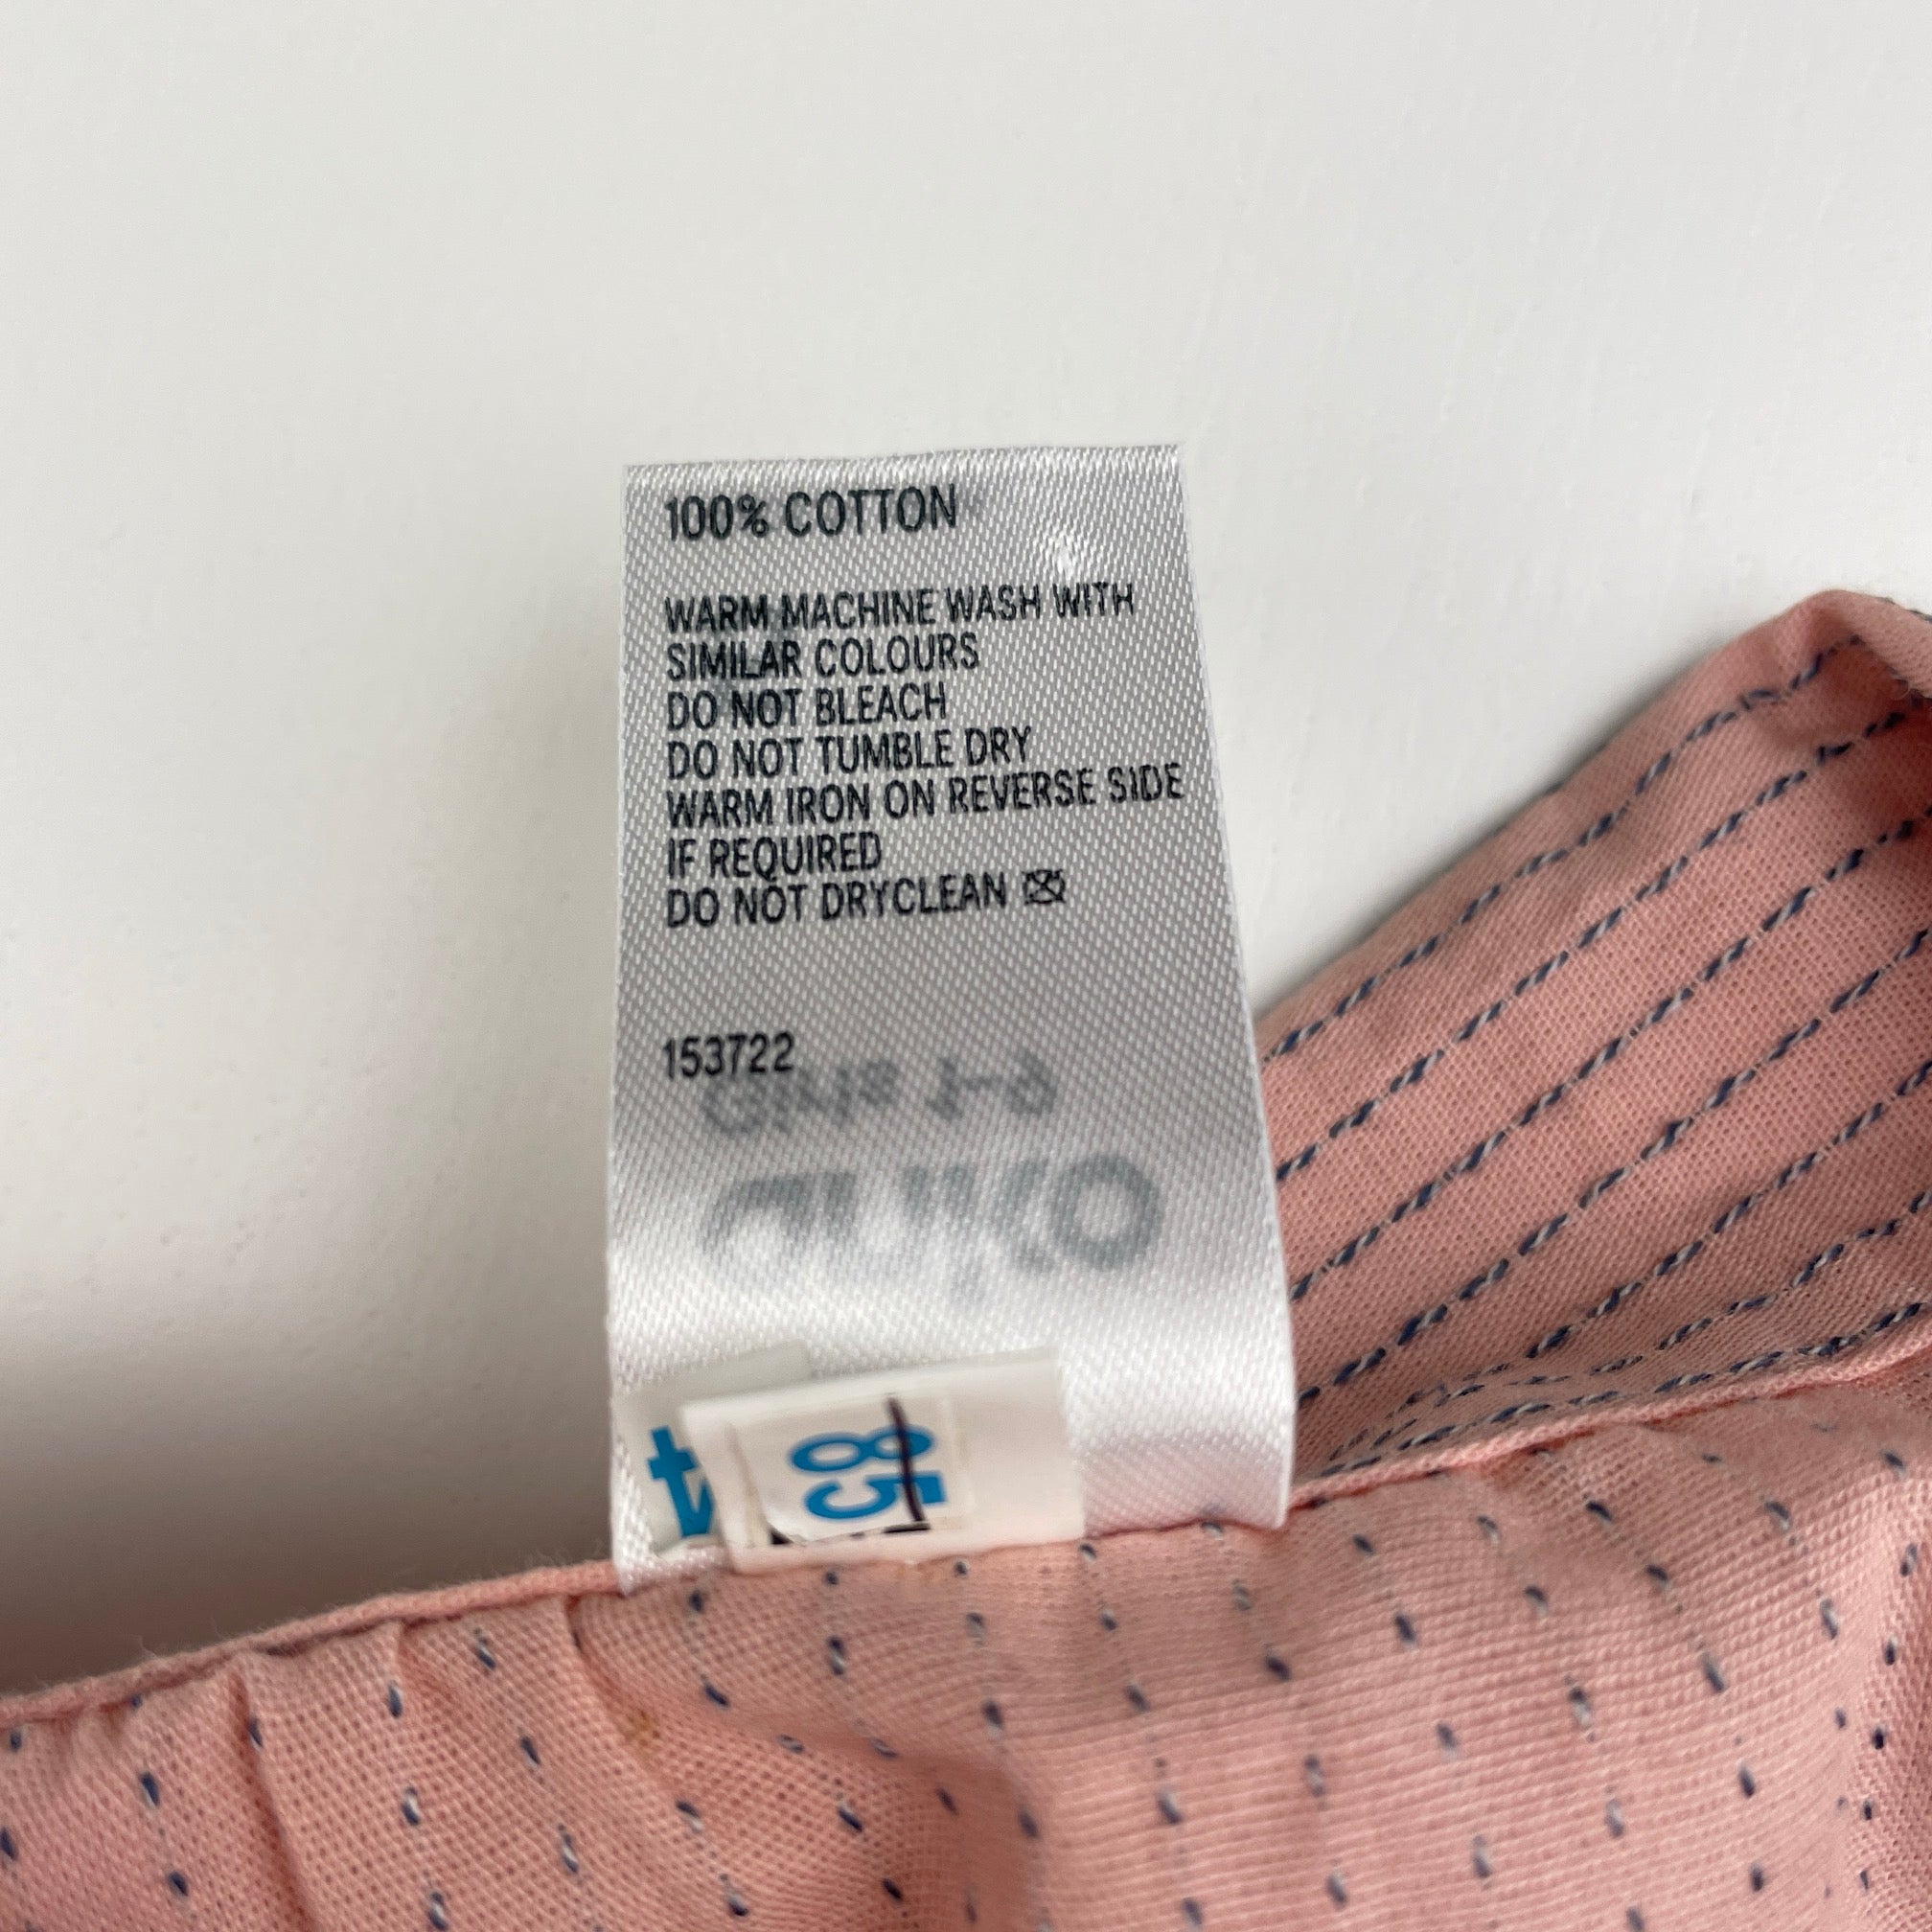 100% COTTON
WARM MACHINE WASH WITH
SIMILAR COLOURS
DO NOT BLEACH
DO NOT TUMBLE DRY
WARM IRON ON REVERSE SIDE
IF REQUIRED
DO NOT DRYCLEAN
153722
58